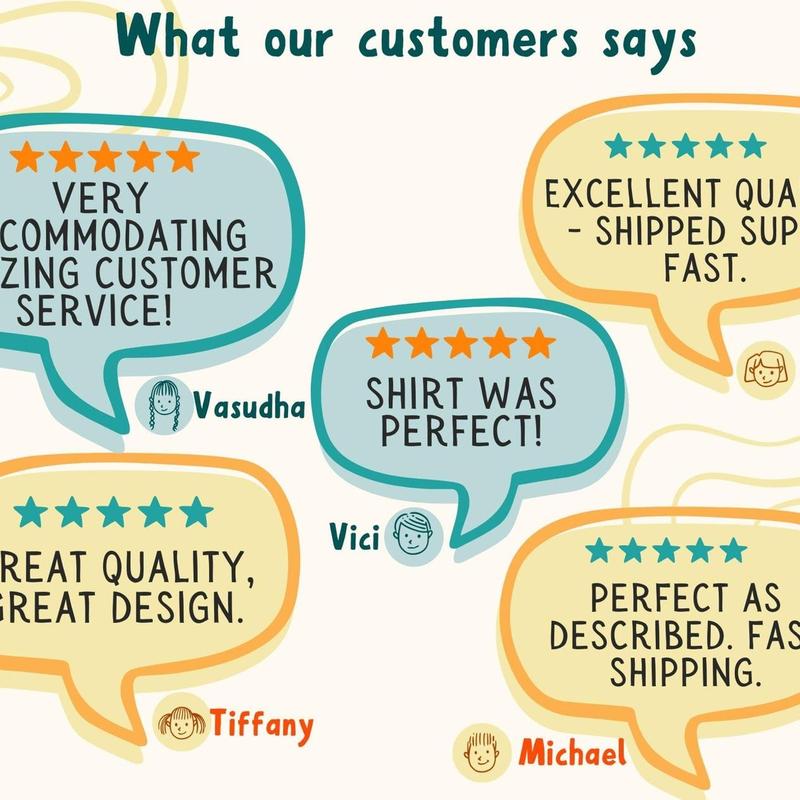 What our customers says
VERY
COMMODATING
ZING CUSTOMER
SERVICE!
Vasudha
EXCELLENT QUA
- SHIPPED SUP
FAST.
SHIRT WAS
PERFECT!
Vici
REAT QUALITY,
GREAT DESIGN.
Tiffany
PERFECT AS
DESCRIBED. FAS
SHIPPING.
Michael